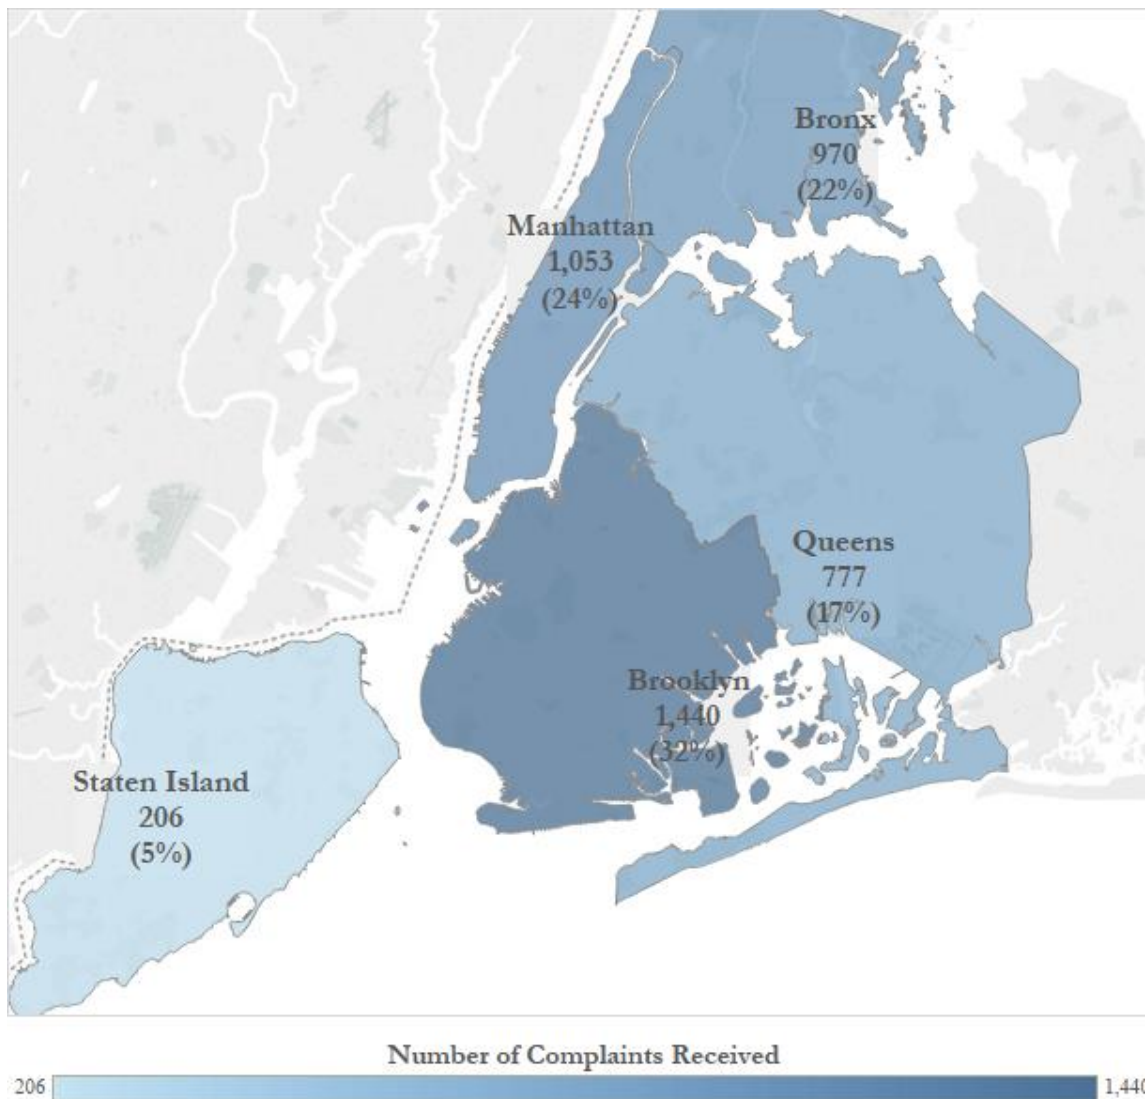 Bronx
970
(22%)
Manhattan
1,053
(24%)
Queens
777
(17%)
Brooklyn
1,440
(32%)
Staten Island
206
(5%)
Number of Complaints Received
206
1,440